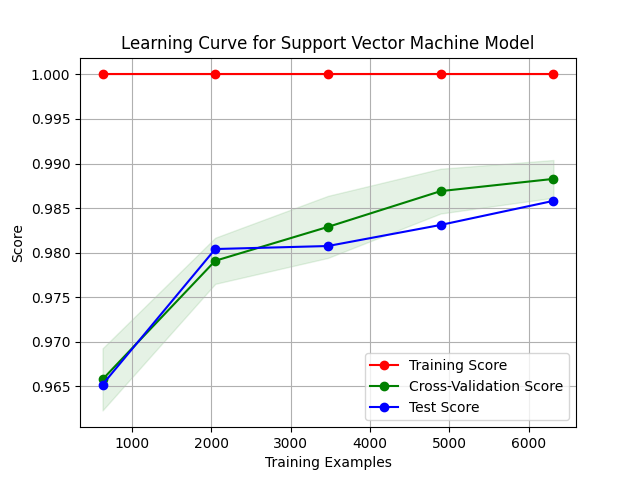 Learning Curve for Support Vector Machine Model
1.000
0.995
0.990
0.985
0.980
0.975
0.970
0.965
Score
1000 2000 3000 4000 5000 6000
Training Examples
Training Score
Cross-Validation Score
Test Score